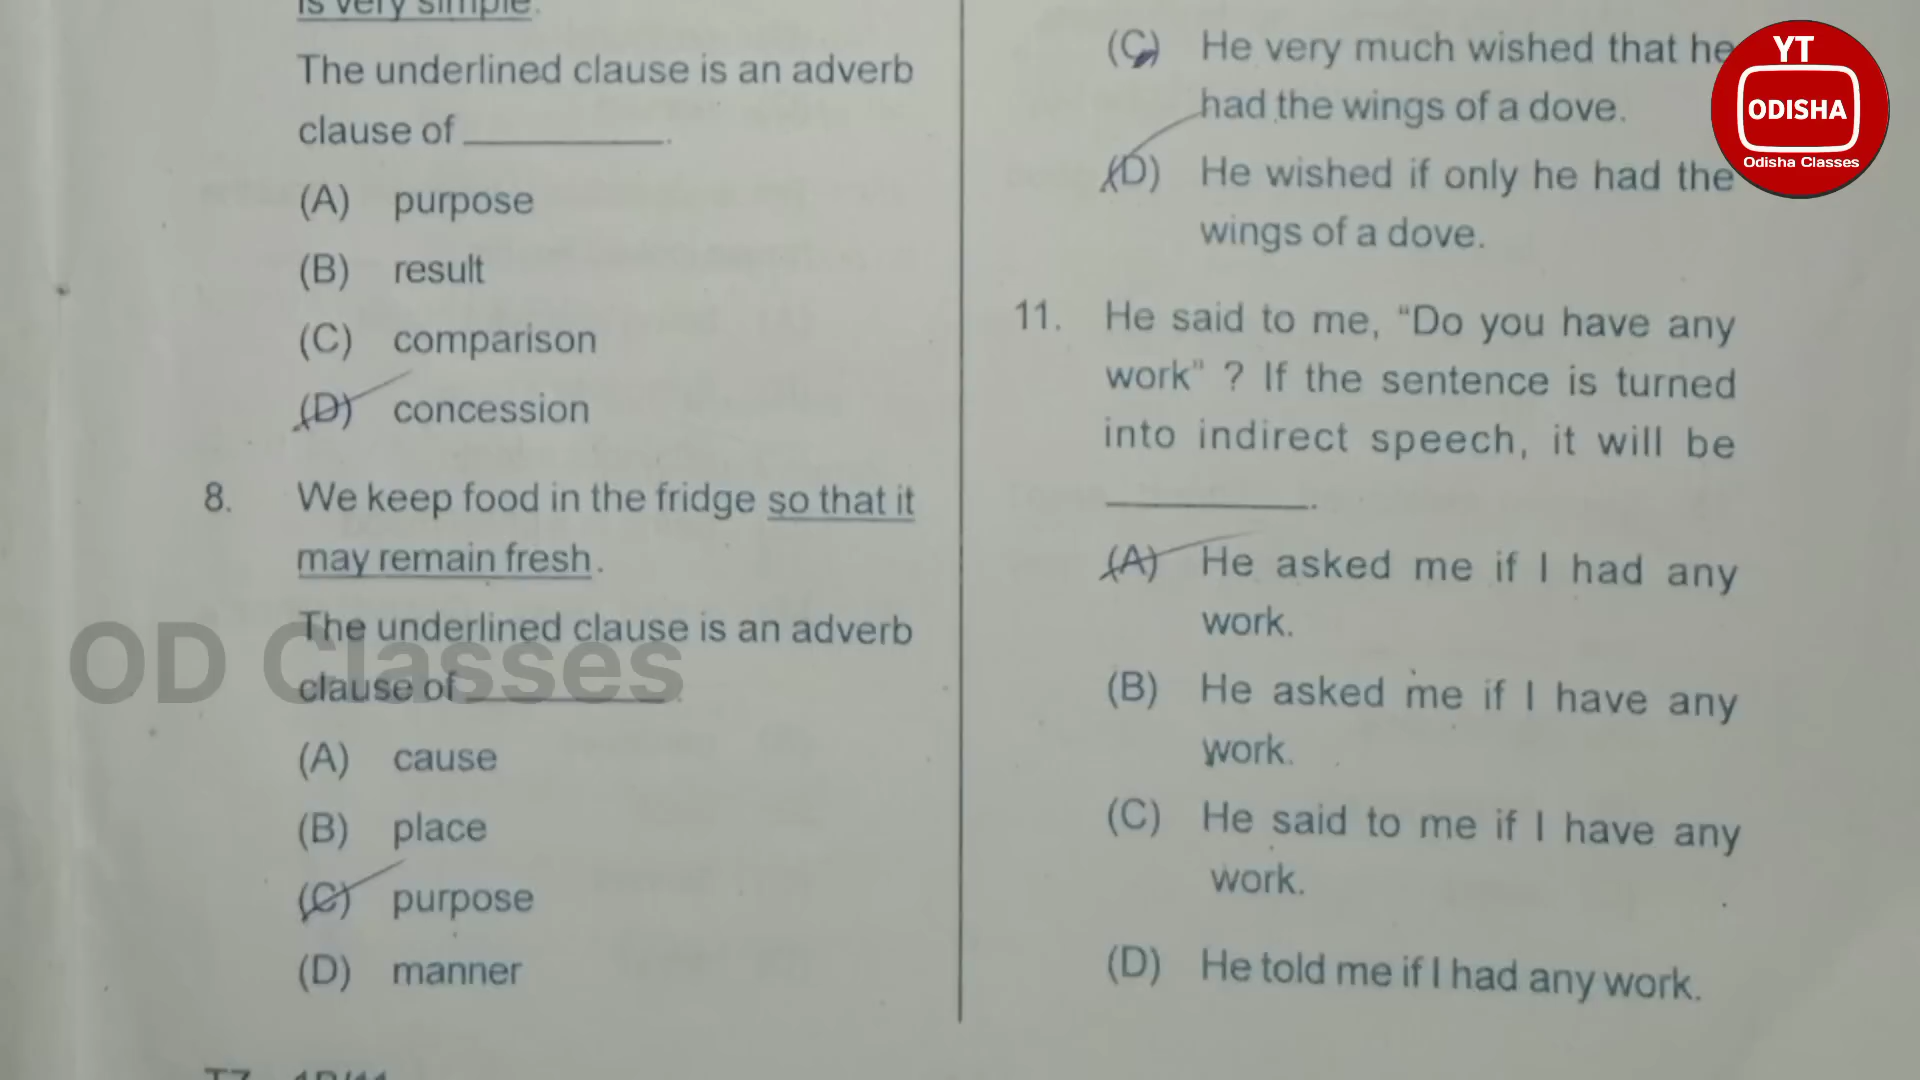 is very simple.
The underlined clause is an adverb
clause of ____________.
(A) purpose
(B) result
(C) comparison
(D) concession
8. We keep food in the fridge so that it
may remain fresh.
The underlined clause is an adverb
clause of ____________.
(A) cause
(B) place
(C) purpose
(D) manner
(C) He very much wished that he
had the wings of a dove.
(D) He wished if only he had the
wings of a dove.
11. He said to me, “Do you have any
work” ? If the sentence is turned
into indirect speech, it will be
____________.
(A) He asked me if I had any
work.
(B) He asked me if I have any
work.
(C) He said to me if I have any
work.
(D) He told me if I had any work.
YT
ODISHA
Odisha Classes
OD Classes